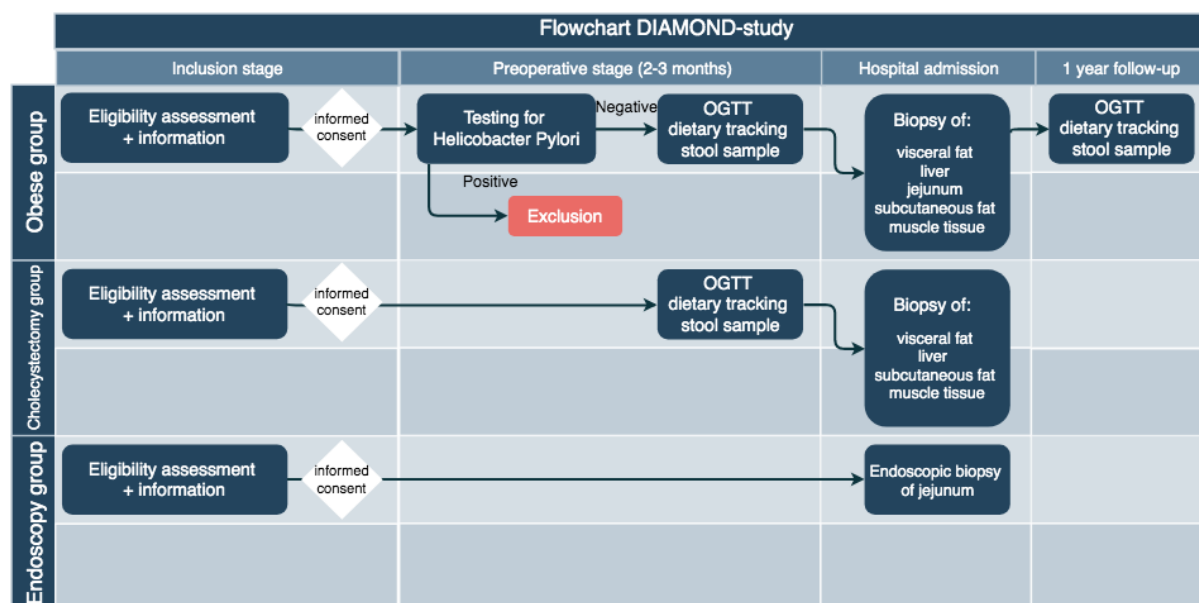 Flowchart DIAMOND-study
Inclusion stage
Preoperative stage (2-3 months)
Hospital admission
1 year follow-up
Obese group
Eligibility assessment
+ information
informed
consent
Testing for
Helicobacter Pylori
Negative
Positive
Exclusion
OGTT
dietary tracking
stool sample
Biopsy of:
visceral fat
liver
jejunum
subcutaneous fat
muscle tissue
OGTT
dietary tracking
stool sample
Cholecystectomy group
Eligibility assessment
+ information
informed
consent
OGTT
dietary tracking
stool sample
Biopsy of:
visceral fat
liver
subcutaneous fat
muscle tissue
Endoscopy group
Eligibility assessment
+ information
informed
consent
Endoscopic biopsy
of jejunum